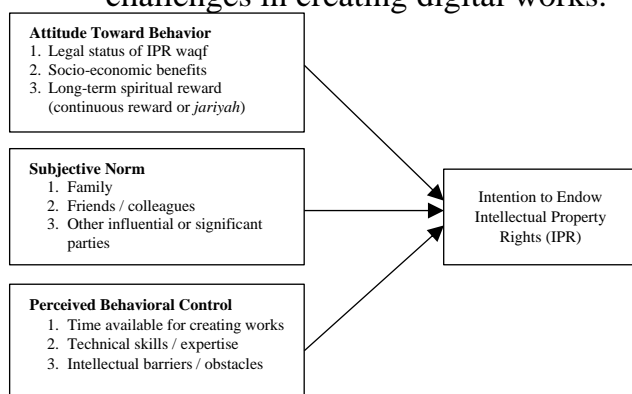 challenges in creating digital works.
Attitude Toward Behavior
1. Legal status of IPR waqf
2. Socio-economic benefits
3. Long-term spiritual reward
(continuous reward or jariyah)
Subjective Norm
1. Family
2. Friends / colleagues
3. Other influential or significant
parties
Intention to Endow
Intellectual Property
Rights (IPR)
Perceived Behavioral Control
1. Time available for creating works
2. Technical skills / expertise
3. Intellectual barriers / obstacles